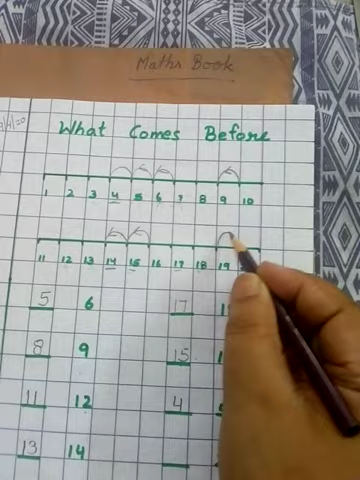 Maths Book
What Comes Before
1 2 3 4 5 6 7 8 9 10
11 12 13 14 15 16 17 18 19
5 6 17
8 9 15
11 12 4
13 14